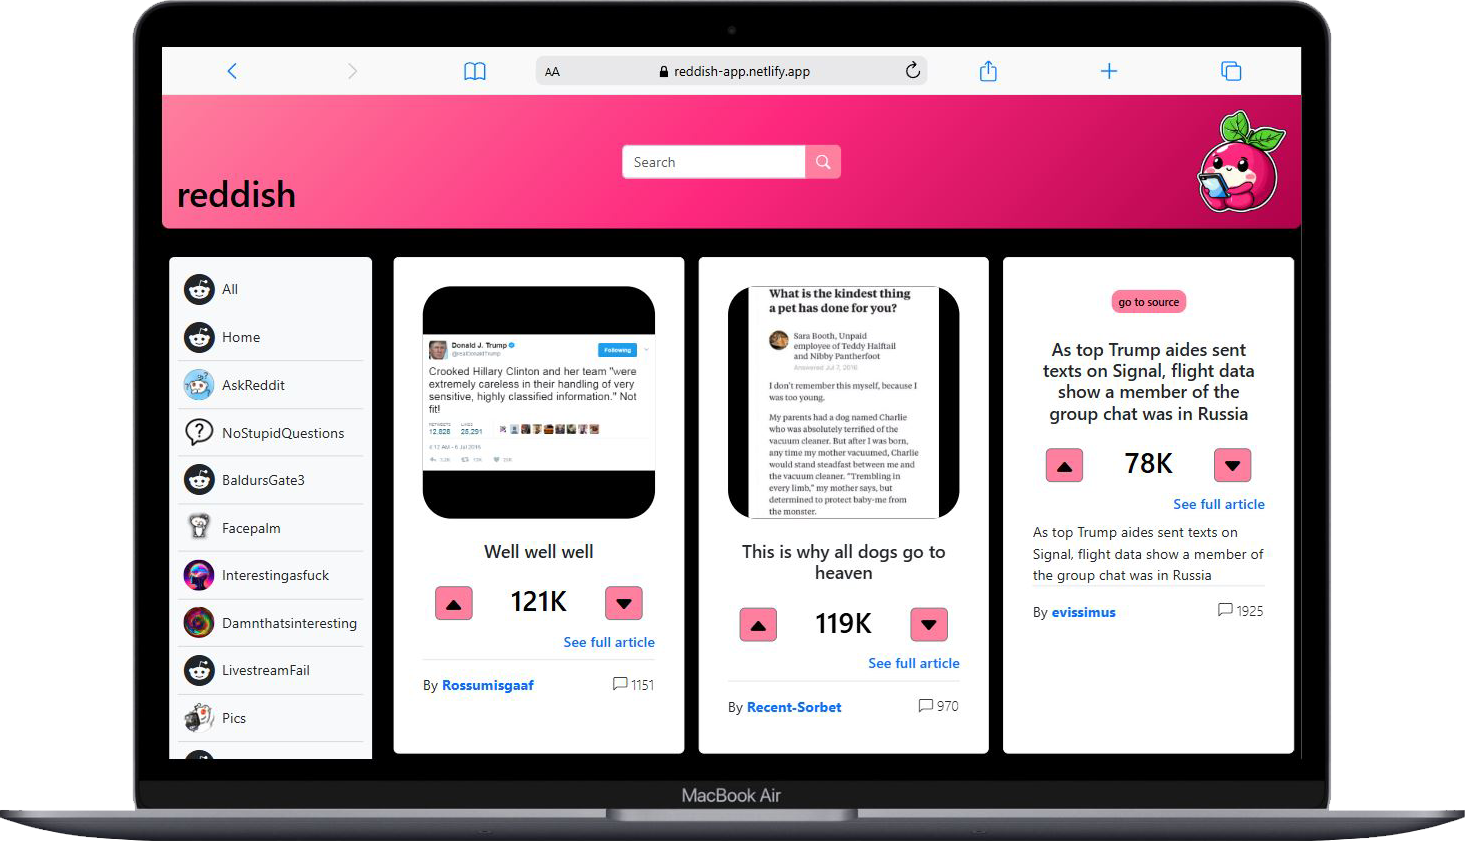 AA
reddish-app.netlify.app
Search
reddish
All
Home
AskReddit
NoStupidQuestions
BaldursGate3
Facepalm
Interestingasfuck
Damnthatsinteresting
LivestreamFail
Pics
Donald J. Trump
@realDonaldTrump
Following
Crooked Hillary Clinton and her team "were
extremely careless in their handling of very
sensitive, highly classified information." Not
fit!
RETWEETS
LIKES
12,828
25,291
Well well well
121K
See full article
By Rossumisgaaf
1151
What is the kindest thing
a pet has done for you?
Sara Booth, Unpaid
employee of Teddy Halftail
and Nibby Pantherfoot
Answered Jul 7, 2016
I don't remember this myself, because I
was too young.
My parents had a dog named Charlie
who was absolutely terrified of the
vacuum cleaner. But after I was born,
any time my mother vacuumed, Charlie
would stand steadfast between me and
the vacuum cleaner. "Trembling in
every limb," my mother says, but
determined to protect baby-me from
the monster.
This is why all dogs go to
heaven
119K
See full article
By Recent-Sorbet
970
go to source
As top Trump aides sent
texts on Signal, flight data
show a member of the
group chat was in Russia
78K
See full article
As top Trump aides sent texts on
Signal, flight data show a member of
the group chat was in Russia
By evissimus
1925
MacBook Air